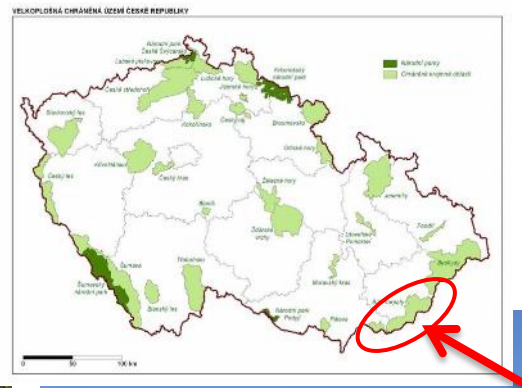 VELKOPLOŠNÁ CHRÁNĚNÁ ÚZEMÍ ČESKÉ REPUBLIKY
Národní park
České Švýcarsko
Labské pískovce
Lužické hory
Jizerské hory
Krkonošský
národní park
Národní parky
Chráněné krajinné oblasti
České středohoří
Kokořínsko
Český ráj
Broumovsko
Slavkovský les
Orlické hory
Křivoklátsko
Český kras
Český les
Železné hory
Jeseníky
Blaník
Žďárské
vrchy
Litovelské
Pomoraví
Poodří
Beskydy
Šumava
Třeboňsko
Moravský kras
Šumavský
národní park
Blanský les
Národní park
Podyjí
Pálava
0 50 100 km